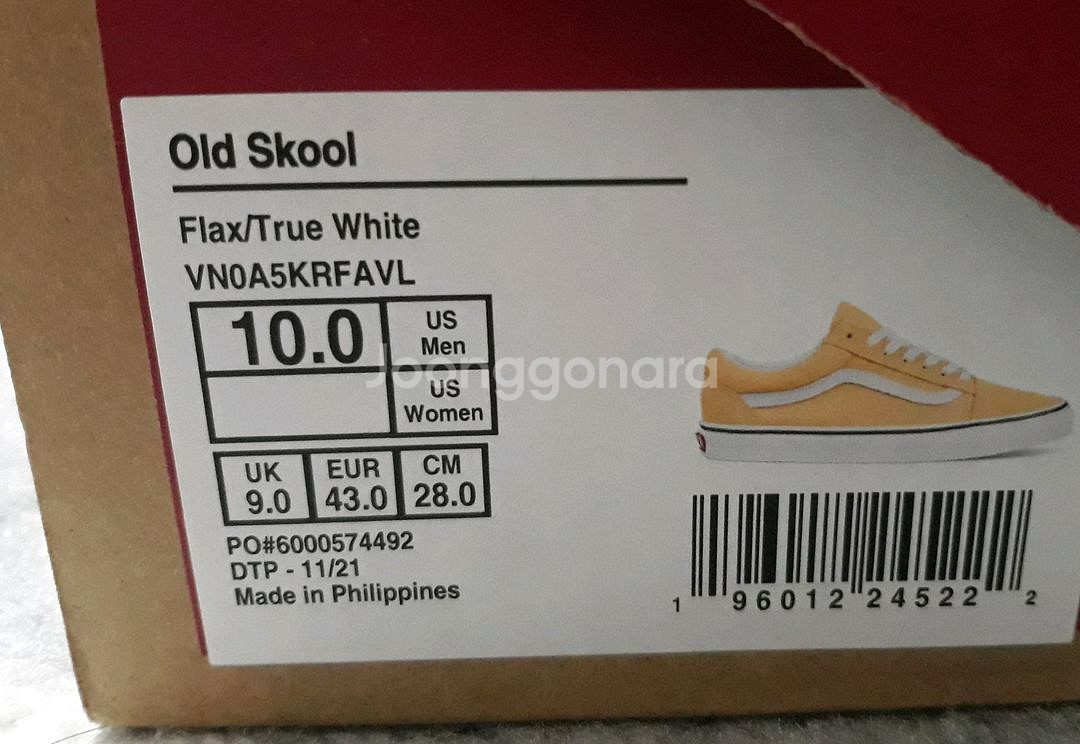 Old Skool
Flax/True White
VN0A5KRFAVL
10.0 US Men
US Women
UK 9.0 EUR 43.0 CM 28.0
PO#6000574492
DTP - 11/21
Made in Philippines
1 96012 24522 2
Joonggonara